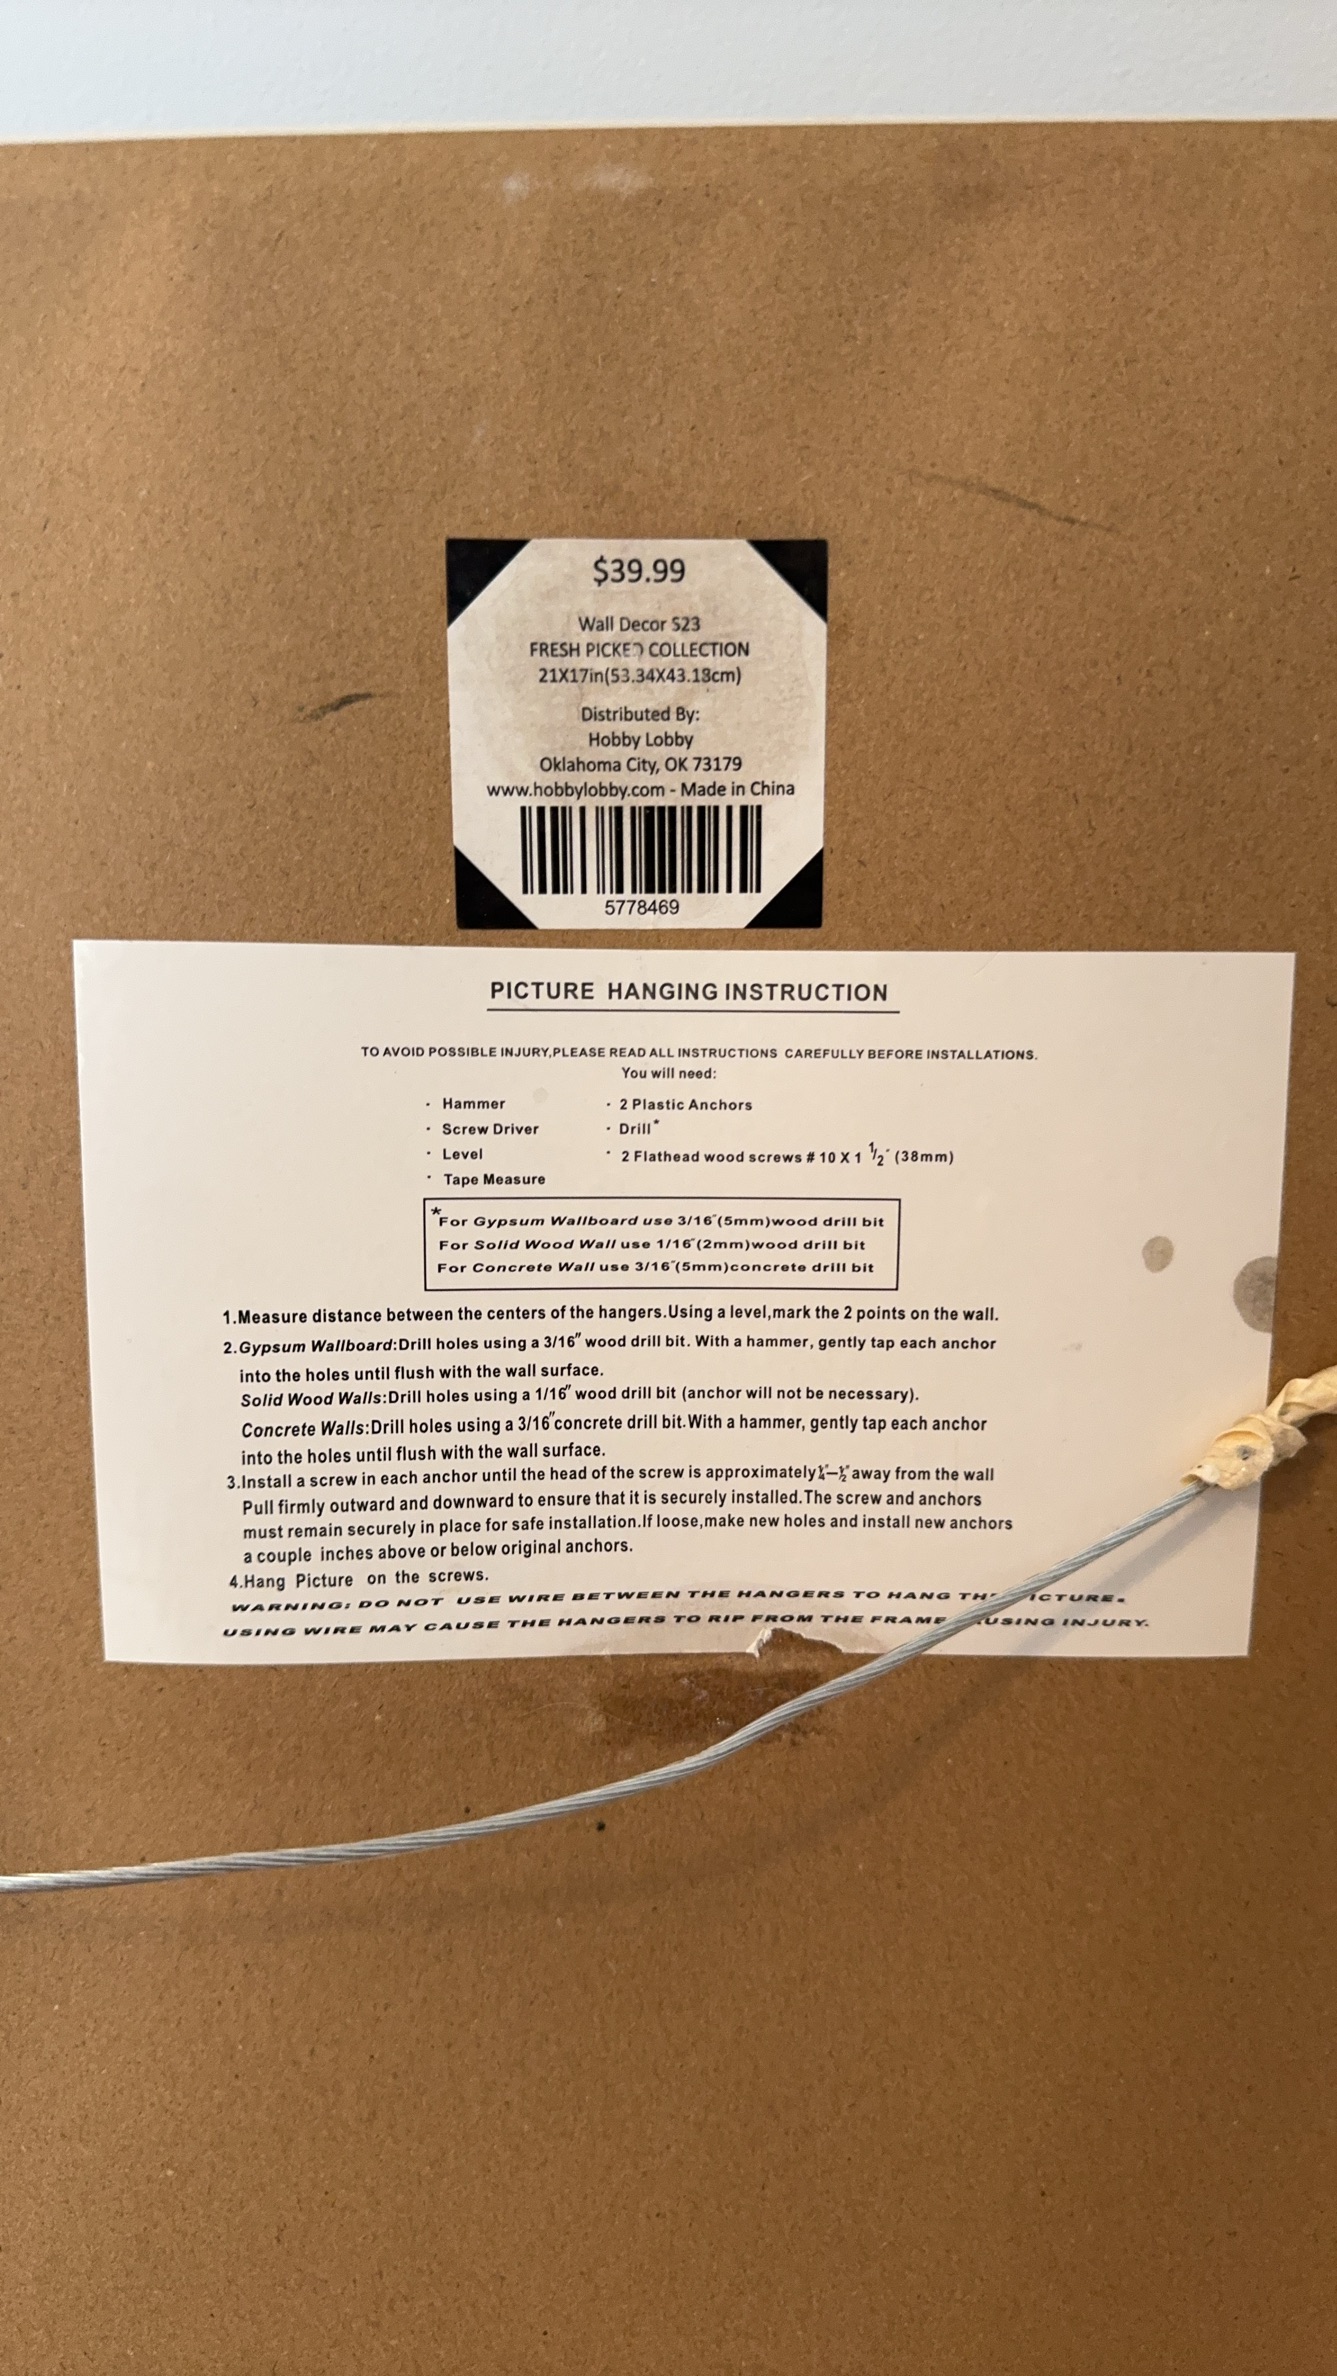 $39.99
Wall Decor S23
FRESH PICKED COLLECTION
21X17in(53.34X43.18cm)
Distributed By:
Hobby Lobby
Oklahoma City, OK 73179
www.hobbylobby.com - Made in China
5778469
PICTURE HANGING INSTRUCTION
TO AVOID POSSIBLE INJURY,PLEASE READ ALL INSTRUCTIONS CAREFULLY BEFORE INSTALLATIONS.
You will need:
· Hammer
· Screw Driver
· Level
· Tape Measure
· 2 Plastic Anchors
· Drill*
· 2 Flathead wood screws # 10 X 1 1/2" (38mm)
*For Gypsum Wallboard use 3/16"(5mm)wood drill bit
For Solid Wood Wall use 1/16"(2mm)wood drill bit
For Concrete Wall use 3/16"(5mm)concrete drill bit
1.Measure distance between the centers of the hangers.Using a level,mark the 2 points on the wall.
2.Gypsum Wallboard:Drill holes using a 3/16" wood drill bit. With a hammer, gently tap each anchor
into the holes until flush with the wall surface.
Solid Wood Walls:Drill holes using a 1/16" wood drill bit (anchor will not be necessary).
Concrete Walls:Drill holes using a 3/16"concrete drill bit.With a hammer, gently tap each anchor
into the holes until flush with the wall surface.
3.Install a screw in each anchor until the head of the screw is approximately 1/4"–1/2" away from the wall
Pull firmly outward and downward to ensure that it is securely installed.The screw and anchors
must remain securely in place for safe installation.If loose,make new holes and install new anchors
a couple inches above or below original anchors.
4.Hang Picture on the screws.
WARNING: DO NOT USE WIRE BETWEEN THE HANGERS TO HANG TH ICTURE.
USING WIRE MAY CAUSE THE HANGERS TO RIP FROM THE FRAME USING INJURY.